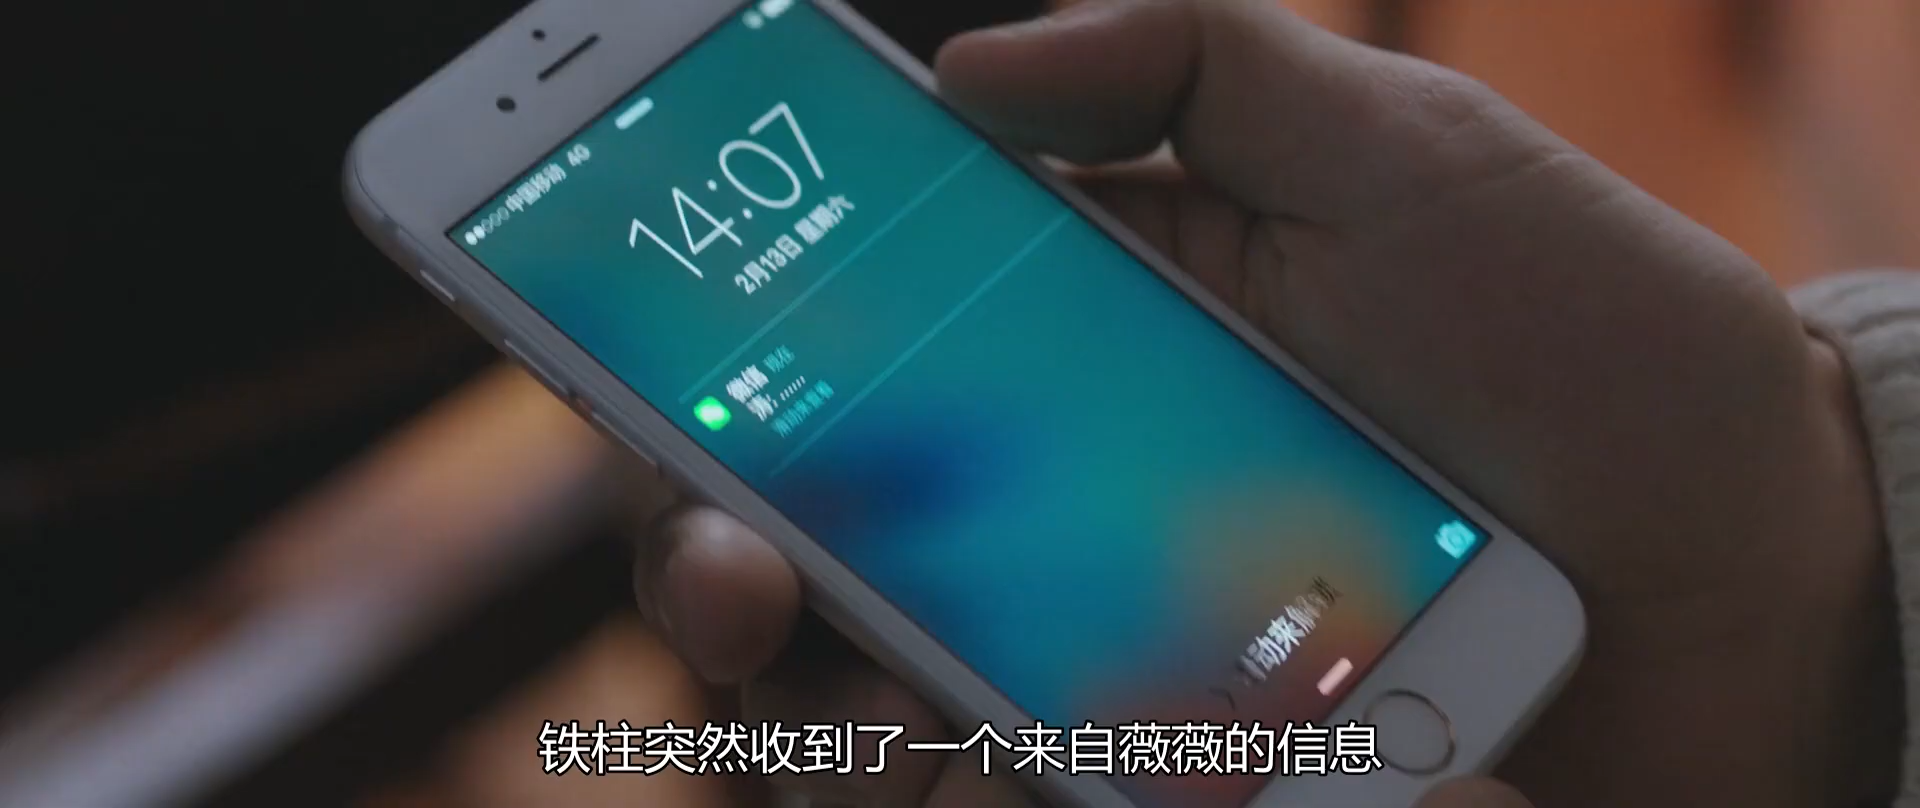 中国移动 4G
14:07
2月13日 星期六
微信 现在
滑动来查看
铁柱突然收到了一个来自薇薇的信息